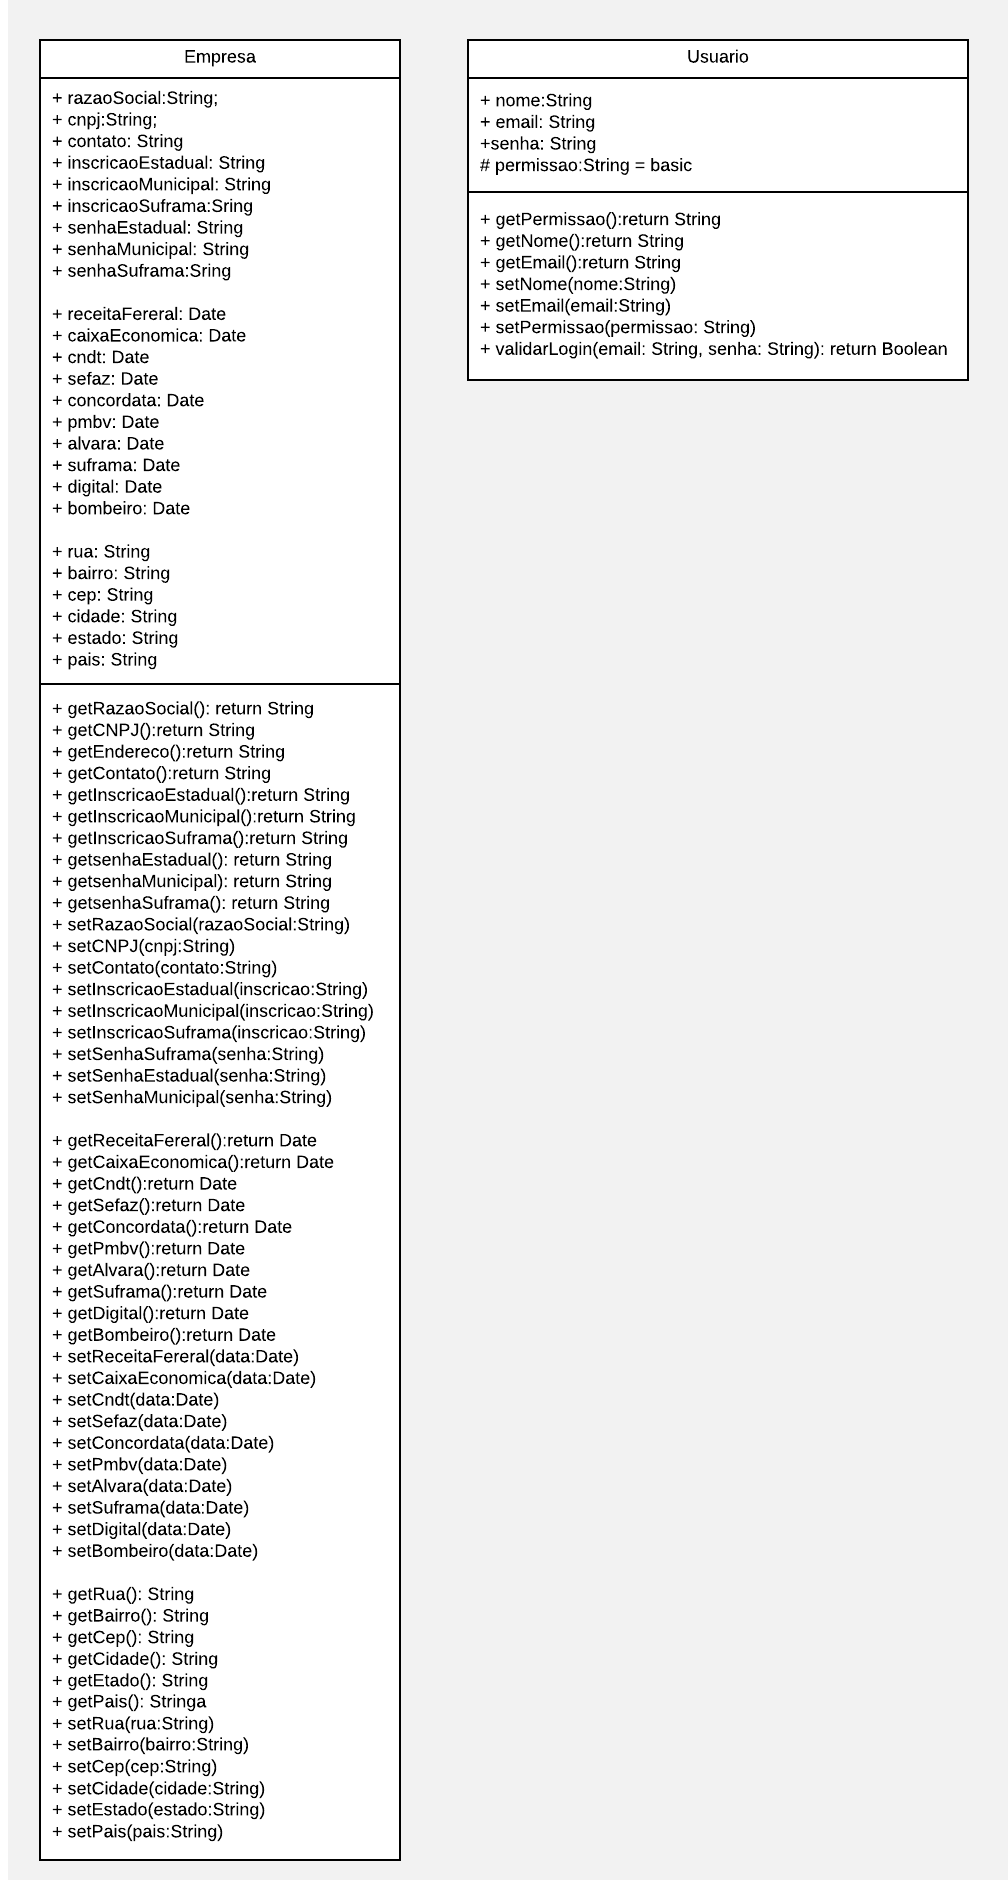 Empresa
+ razaoSocial:String;
+ cnpj:String;
+ contato: String
+ inscricaoEstadual: String
+ inscricaoMunicipal: String
+ inscricaoSuframa:Sring
+ senhaEstadual: String
+ senhaMunicipal: String
+ senhaSuframa:Sring
+ receitaFereral: Date
+ caixaEconomica: Date
+ cndt: Date
+ sefaz: Date
+ concordata: Date
+ pmbv: Date
+ alvara: Date
+ suframa: Date
+ digital: Date
+ bombeiro: Date
+ rua: String
+ bairro: String
+ cep: String
+ cidade: String
+ estado: String
+ pais: String
+ getRazaoSocial(): return String
+ getCNPJ():return String
+ getEndereco():return String
+ getContato():return String
+ getInscricaoEstadual():return String
+ getInscricaoMunicipal():return String
+ getInscricaoSuframa():return String
+ getsenhaEstadual(): return String
+ getsenhaMunicipal): return String
+ getsenhaSuframa(): return String
+ setRazaoSocial(razaoSocial:String)
+ setCNPJ(cnpj:String)
+ setContato(contato:String)
+ setInscricaoEstadual(inscricao:String)
+ setInscricaoMunicipal(inscricao:String)
+ setInscricaoSuframa(inscricao:String)
+ setSenhaSuframa(senha:String)
+ setSenhaEstadual(senha:String)
+ setSenhaMunicipal(senha:String)
+ getReceitaFereral():return Date
+ getCaixaEconomica():return Date
+ getCndt():return Date
+ getSefaz():return Date
+ getConcordata():return Date
+ getPmbv():return Date
+ getAlvara():return Date
+ getSuframa():return Date
+ getDigital():return Date
+ getBombeiro():return Date
+ setReceitaFereral(data:Date)
+ setCaixaEconomica(data:Date)
+ setCndt(data:Date)
+ setSefaz(data:Date)
+ setConcordata(data:Date)
+ setPmbv(data:Date)
+ setAlvara(data:Date)
+ setSuframa(data:Date)
+ setDigital(data:Date)
+ setBombeiro(data:Date)
+ getRua(): String
+ getBairro(): String
+ getCep(): String
+ getCidade(): String
+ getEtado(): String
+ getPais(): Stringa
+ setRua(rua:String)
+ setBairro(bairro:String)
+ setCep(cep:String)
+ setCidade(cidade:String)
+ setEstado(estado:String)
+ setPais(pais:String)
Usuario
+ nome:String
+ email: String
+senha: String
# permissao:String = basic
+ getPermissao():return String
+ getNome():return String
+ getEmail():return String
+ setNome(nome:String)
+ setEmail(email:String)
+ setPermissao(permissao: String)
+ validarLogin(email: String, senha: String): return Boolean